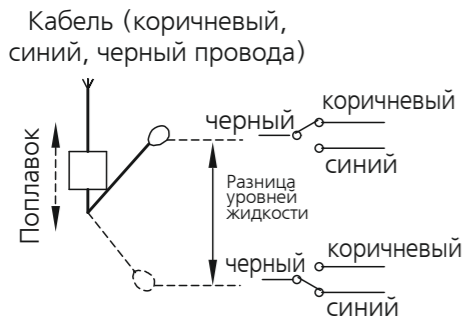 Кабель (коричневый,
синий, черный провода)
Поплавок
черный
коричневый
синий
Разница
уровней
жидкости
черный
коричневый
синий